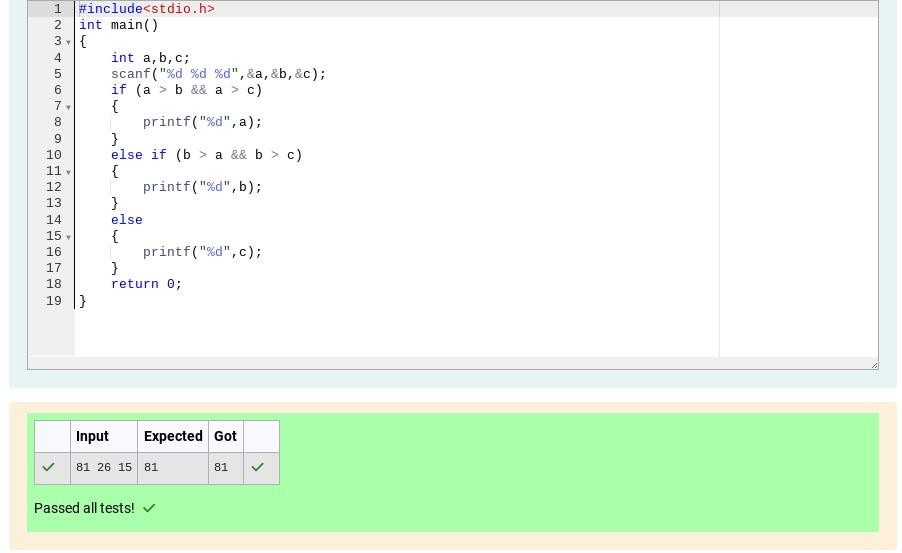 1 #include<stdio.h>
2 int main()
3 {
4     int a,b,c;
5     scanf("%d %d %d",&a,&b,&c);
6     if (a > b && a > c)
7     {
8         printf("%d",a);
9     }
10     else if (b > a && b > c)
11     {
12         printf("%d",b);
13     }
14     else
15     {
16         printf("%d",c);
17     }
18     return 0;
19 }
Input Expected Got
81 26 15 81 81
Passed all tests!